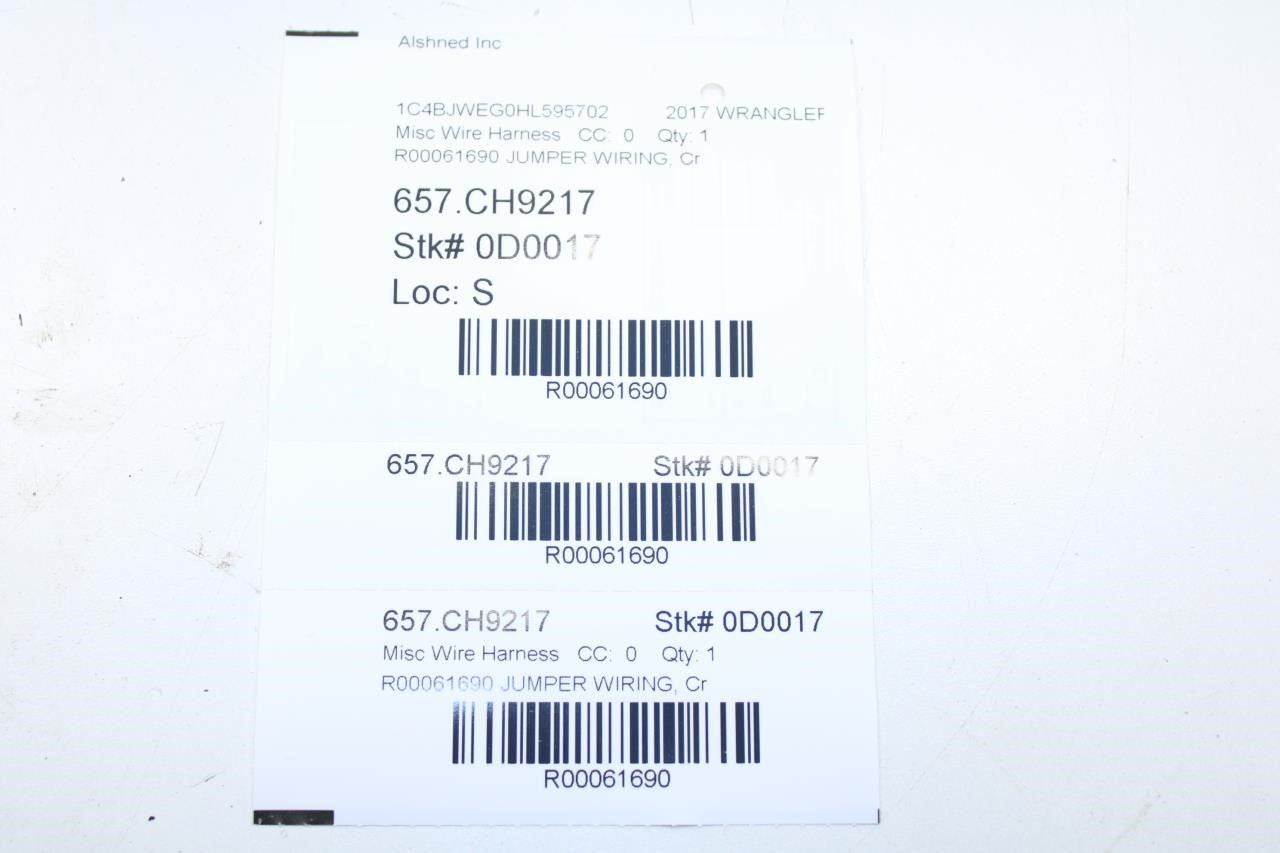 Alshned Inc
1C4BJWEG0HL595702 2017 WRANGLER
Misc Wire Harness CC: 0 Qty: 1
R00061690 JUMPER WIRING, Cr
657.CH9217
Stk# 0D0017
Loc: S
R00061690
657.CH9217 Stk# 0D0017
R00061690
657.CH9217 Stk# 0D0017
Misc Wire Harness CC: 0 Qty: 1
R00061690 JUMPER WIRING, Cr
R00061690